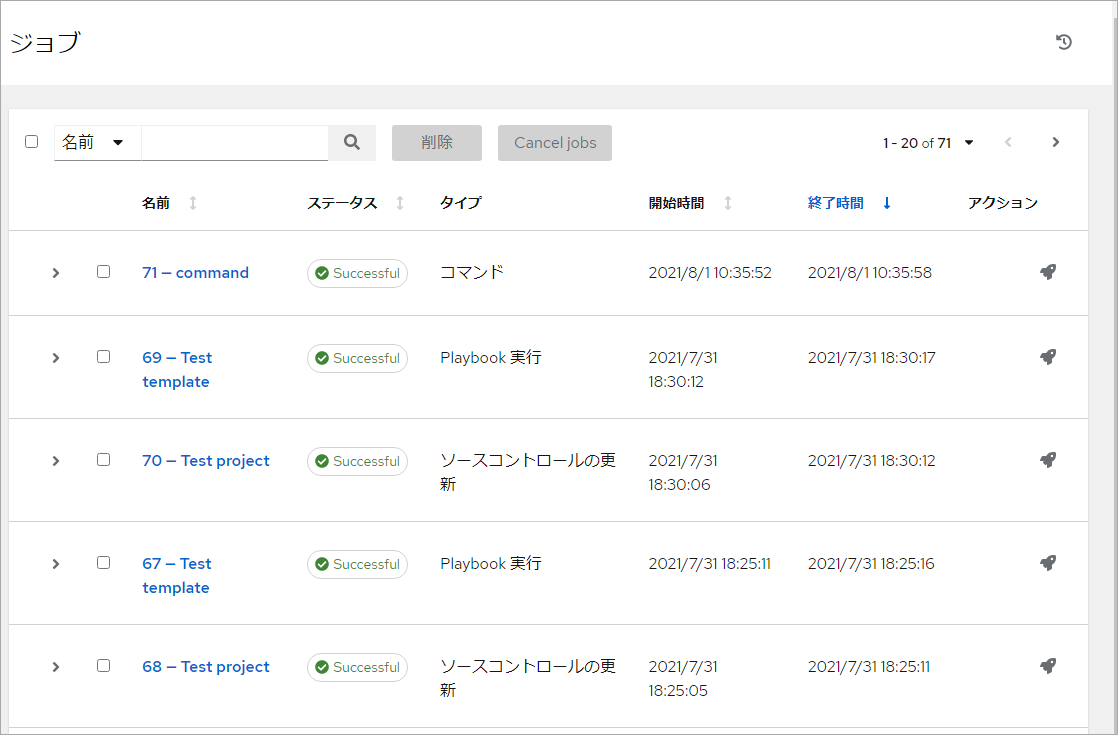 ジョブ
名前 削除 Cancel jobs 1 - 20 of 71
名前 ステータス タイプ 開始時間 終了時間 アクション
71 – command Successful コマンド 2021/8/1 10:35:52 2021/8/1 10:35:58
69 – Test Successful Playbook 実行 2021/7/31 2021/7/31 18:30:17
template 18:30:12
70 – Test project Successful ソースコントロールの更 2021/7/31 2021/7/31 18:30:12
新 18:30:06
67 – Test Successful Playbook 実行 2021/7/31 18:25:11 2021/7/31 18:25:16
template
68 – Test project Successful ソースコントロールの更 2021/7/31 2021/7/31 18:25:11
新 18:25:05